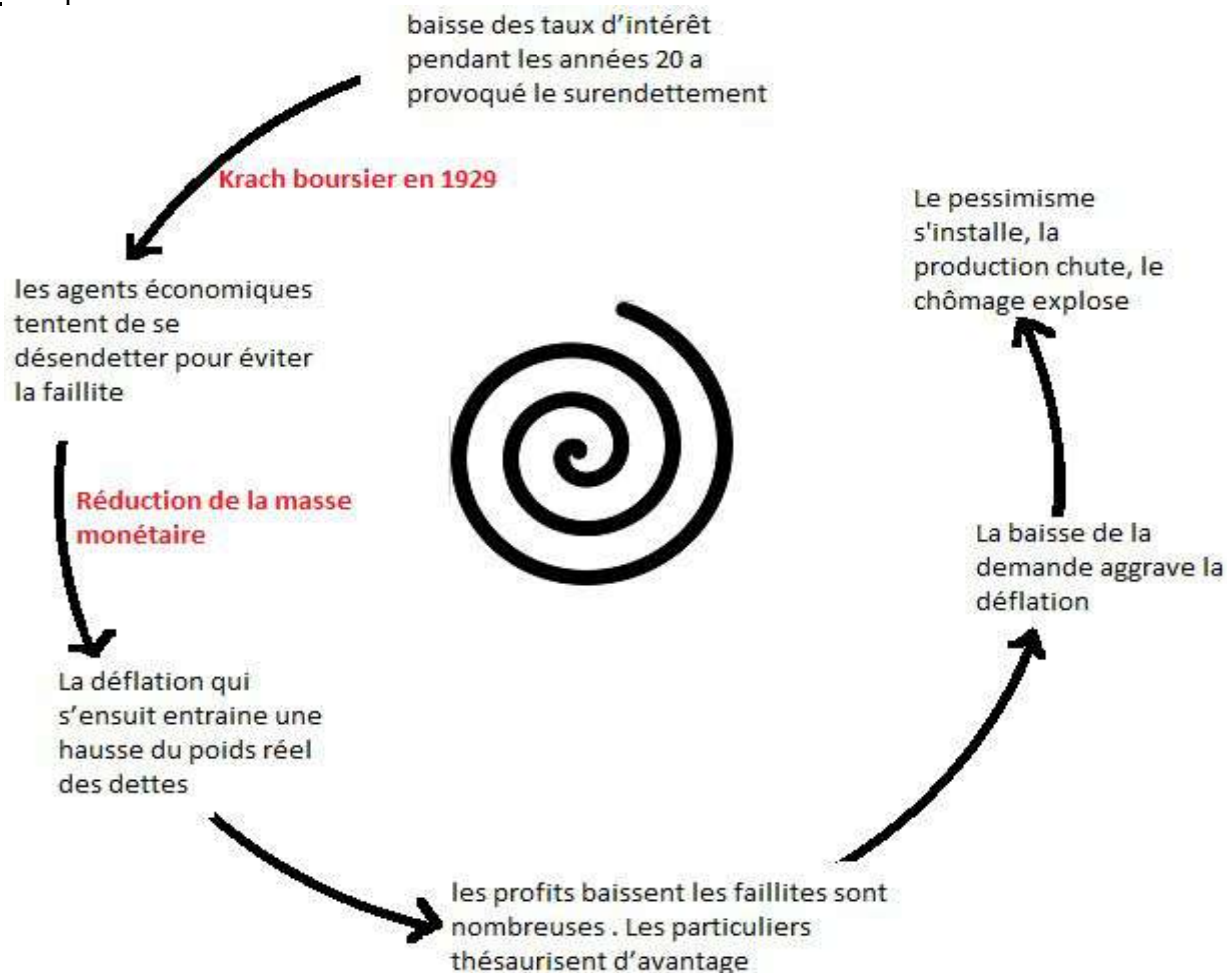 baisse des taux d’intérêt
pendant les années 20 a
provoqué le surendettement
Krach boursier en 1929
les agents économiques
tentent de se
désendetter pour éviter
la faillite
Réduction de la masse
monétaire
La déflation qui
s’ensuit entraine une
hausse du poids réel
des dettes
les profits baissent les faillites sont
nombreuses . Les particuliers
thésaurisent d’avantage
La baisse de la
demande aggrave la
déflation
Le pessimisme
s'installe, la
production chute, le
chômage explose